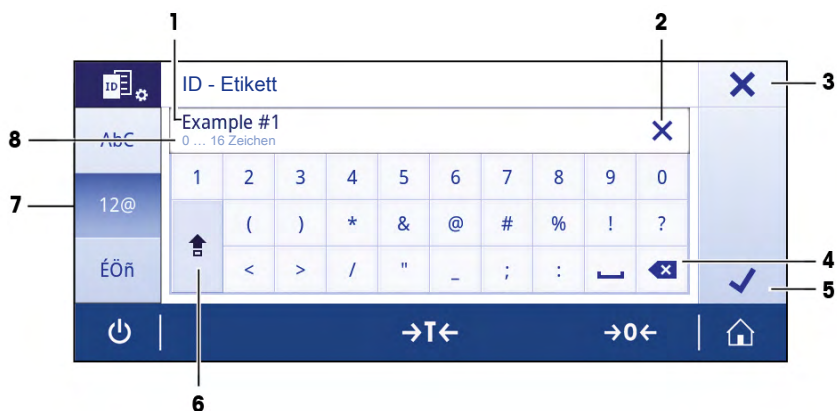 1 2
ID ID - Etikett 3
AbC Example #1
8 0 ... 16 Zeichen
1 2 3 4 5 6 7 8 9 0
7 12@ ( ) * & @ # % ! ?
ÉÖñ < > / " _ ; : 4
5
→T← →0←
6